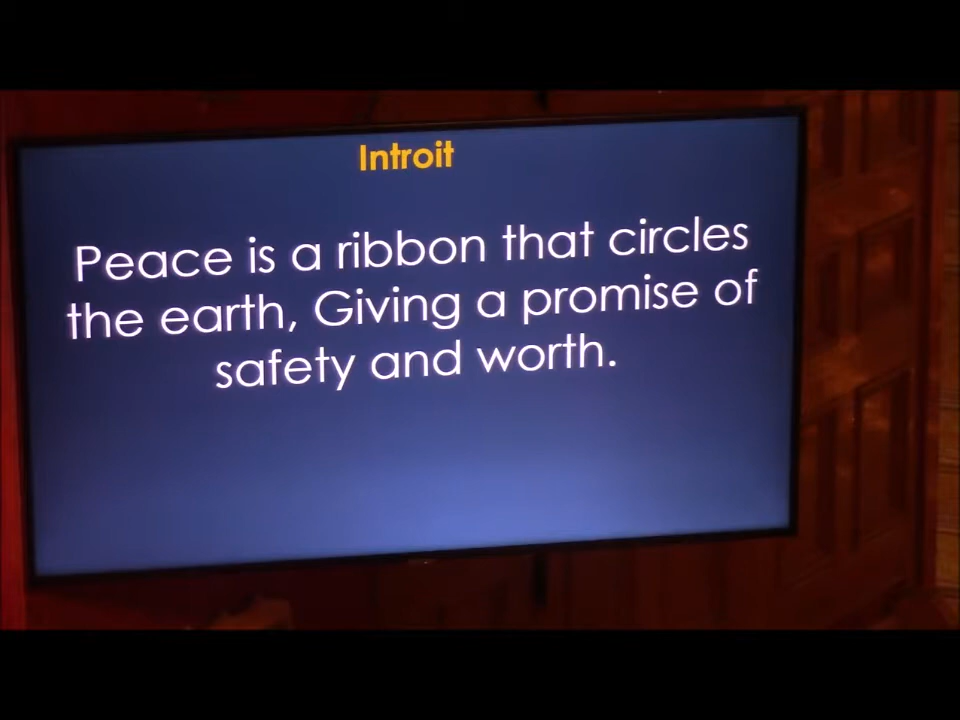 Introit
Peace is a ribbon that circles
the earth, Giving a promise of
safety and worth.